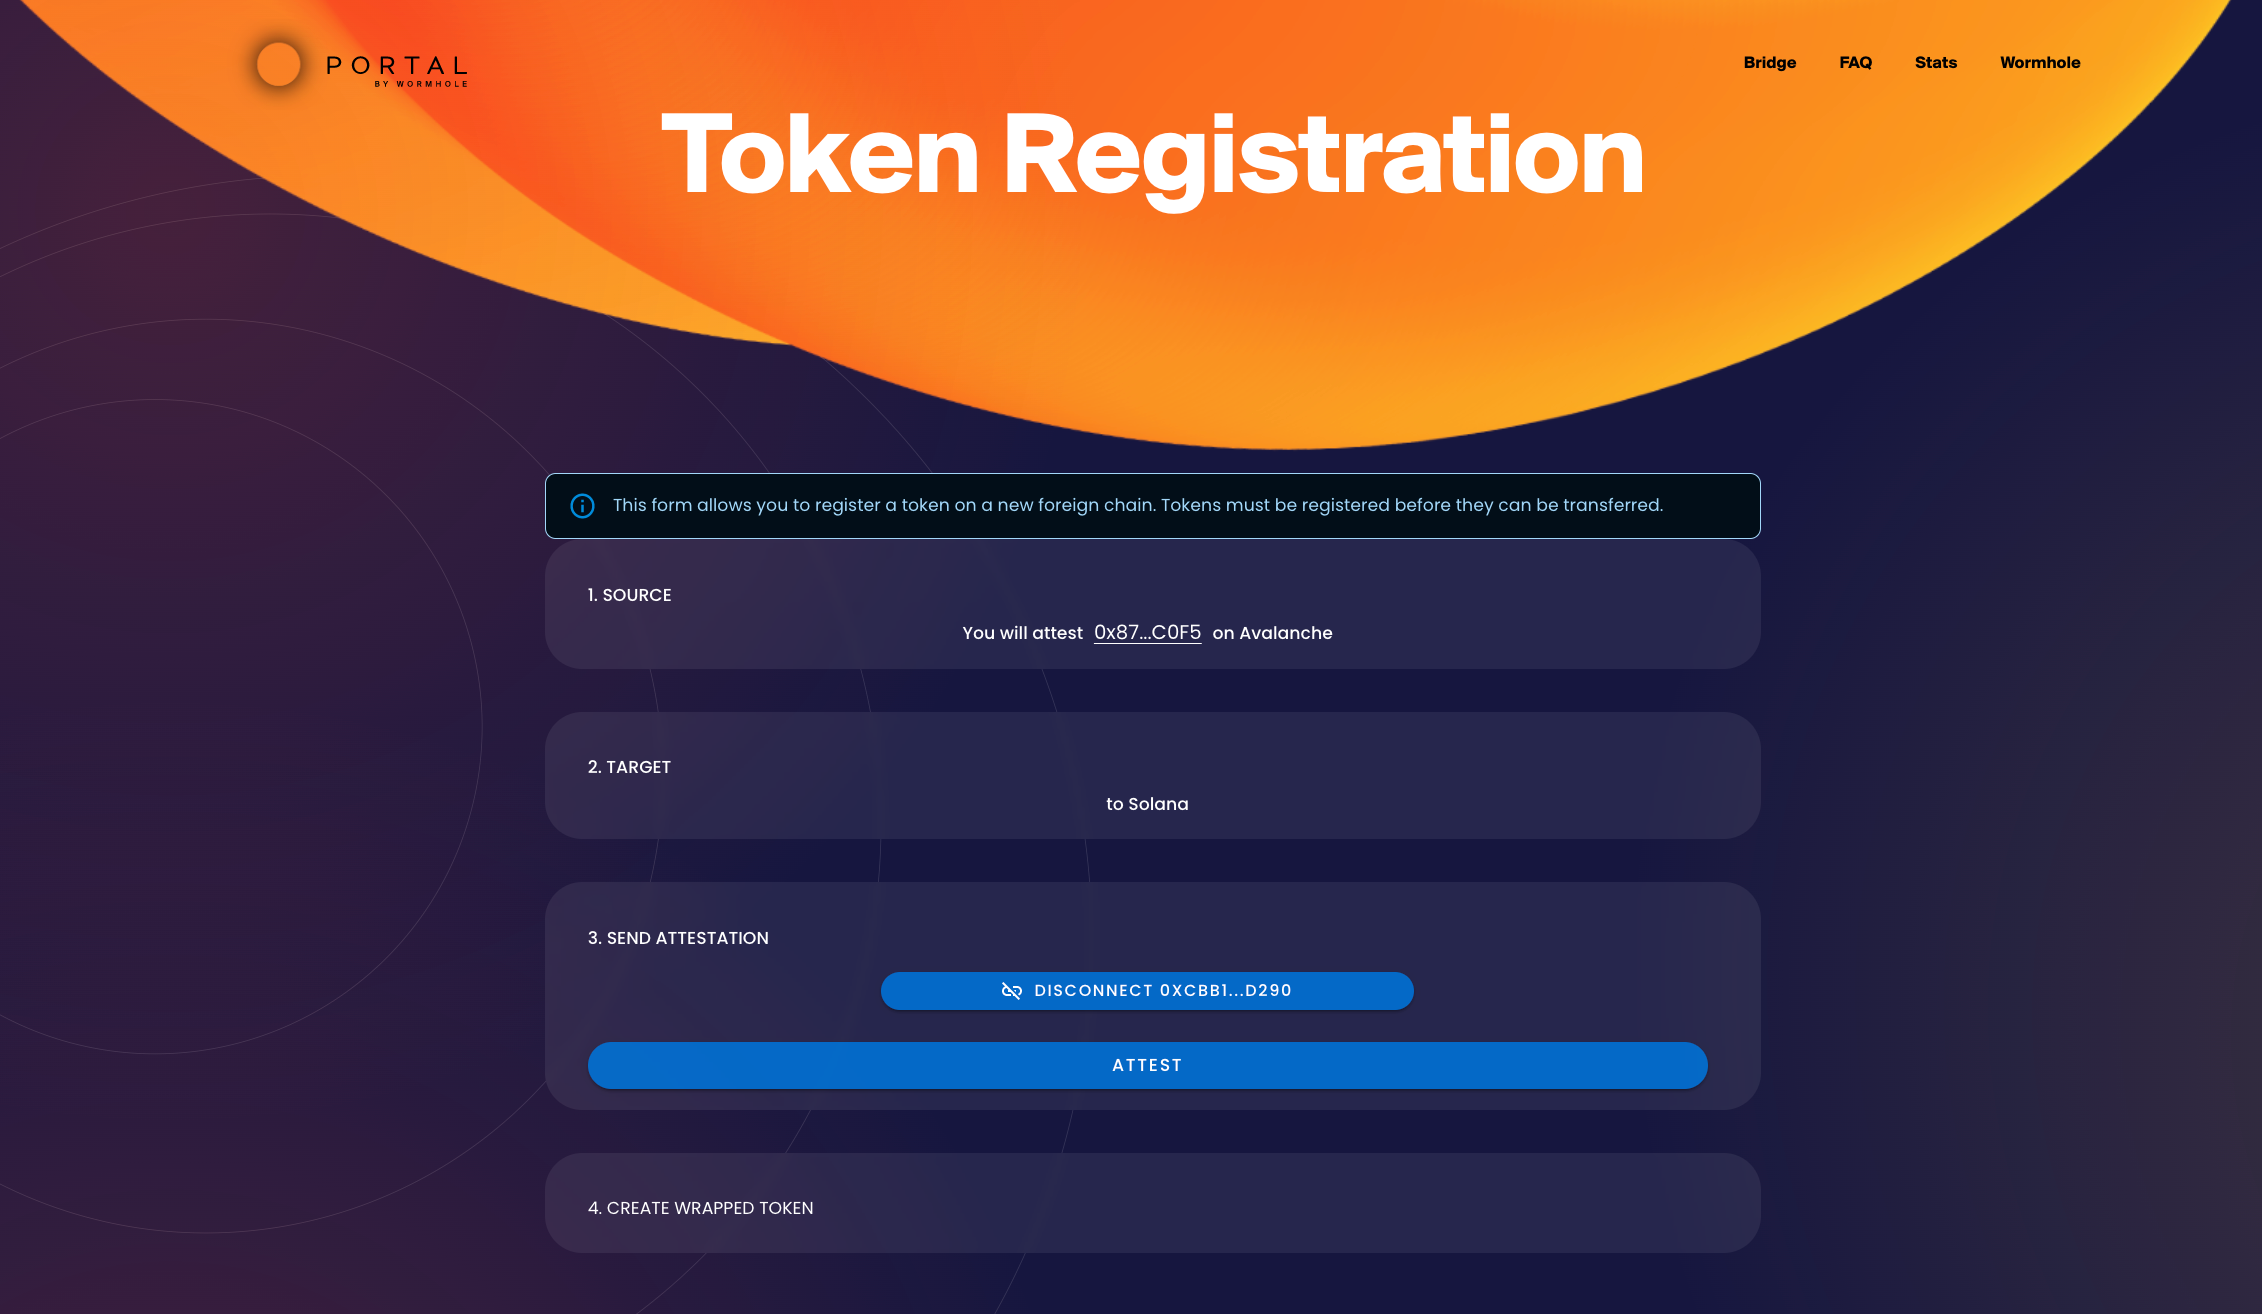 PORTAL
BY WORMHOLE
Bridge FAQ Stats Wormhole
Token Registration
This form allows you to register a token on a new foreign chain. Tokens must be registered before they can be transferred.
1. SOURCE
You will attest 0x87...C0F5 on Avalanche
2. TARGET
to Solana
3. SEND ATTESTATION
DISCONNECT 0XCBB1...D290
ATTEST
4. CREATE WRAPPED TOKEN